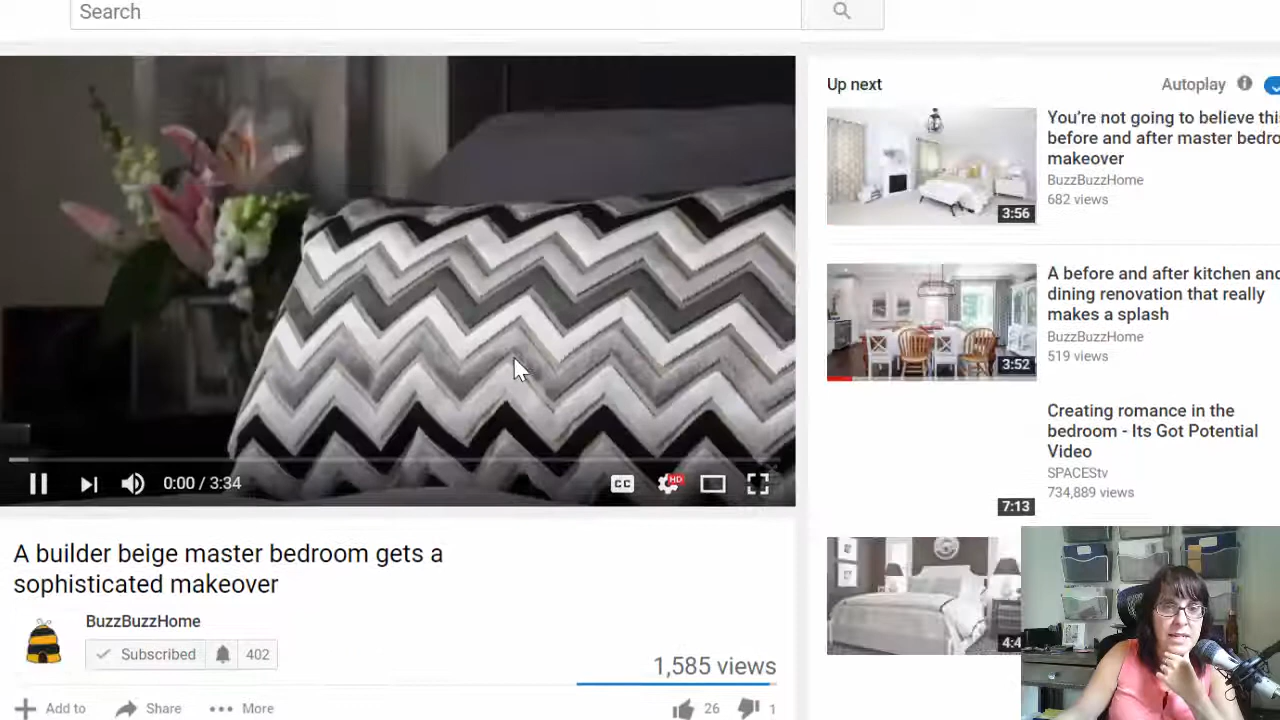 Search
Up next
Autoplay
You're not going to believe thi
before and after master bedro
makeover
BuzzBuzzHome
682 views
3:56
A before and after kitchen and
dining renovation that really
makes a splash
BuzzBuzzHome
519 views
3:52
Creating romance in the
bedroom - Its Got Potential
Video
SPACEStv
734,889 views
7:13
4:4
0:00 / 3:34
CC
HD
A builder beige master bedroom gets a
sophisticated makeover
BuzzBuzzHome
Subscribed
402
1,585 views
Add to
Share
More
26
1